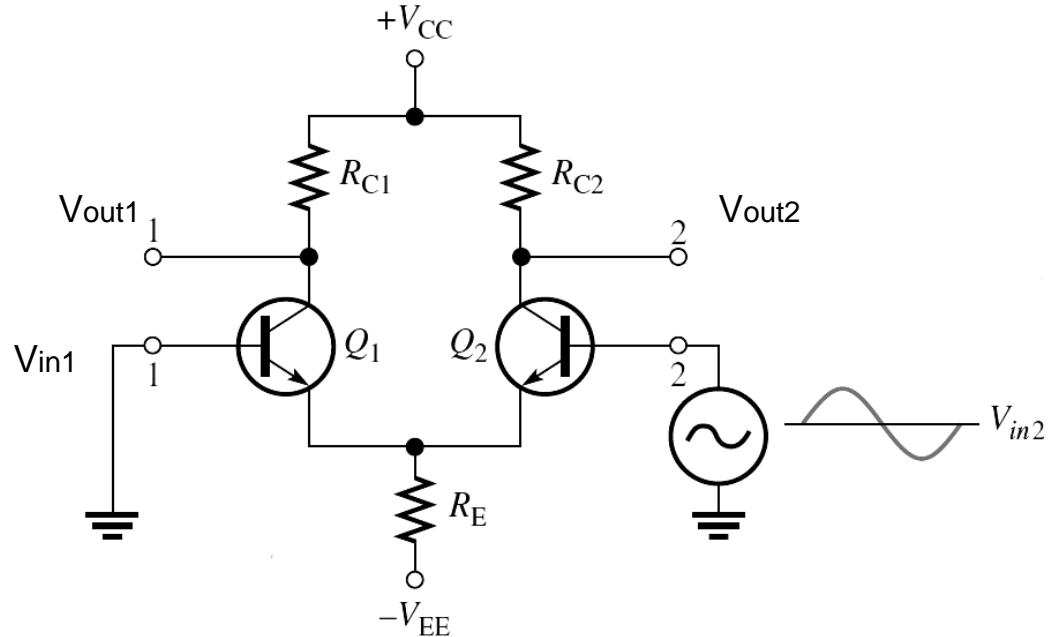 +VCC
RC1
RC2
Vout1
1
2
Vout2
Vin1
1
Q1
Q2
2
Vin2
RE
–VEE